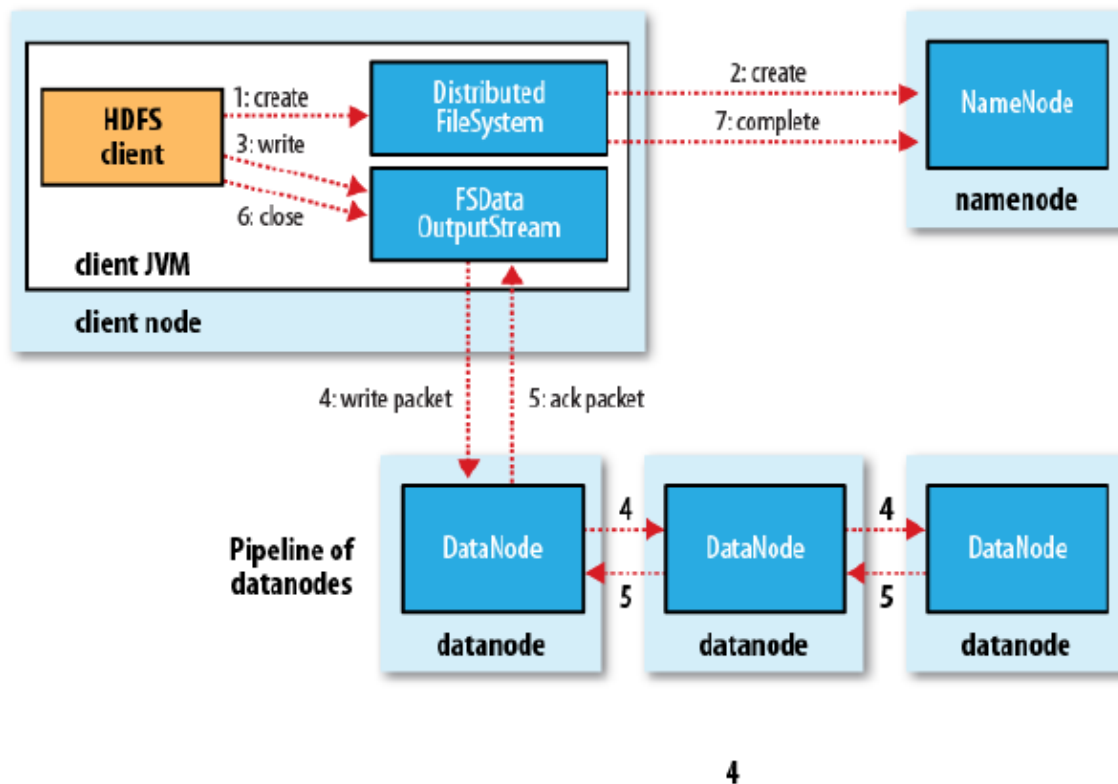 HDFS
client
1: create
3: write
6: close
Distributed
FileSystem
FSData
OutputStream
client JVM
client node
2: create
7: complete
NameNode
namenode
4: write packet
5: ack packet
Pipeline of
datanodes
DataNode
datanode
4
5
DataNode
datanode
4
5
DataNode
datanode
4